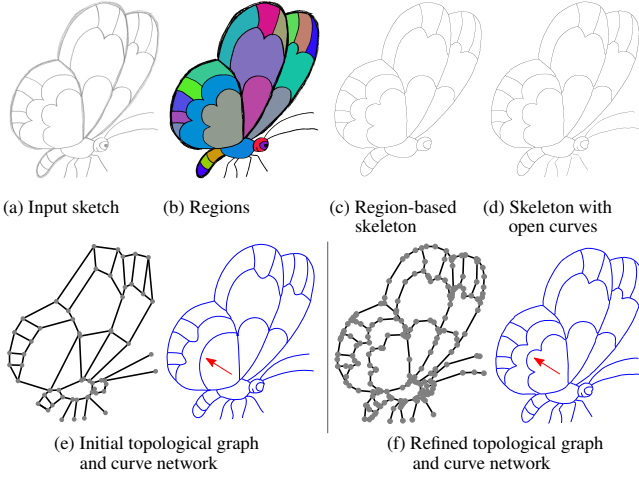 (a) Input sketch
(b) Regions
(c) Region-based
skeleton
(d) Skeleton with
open curves
(e) Initial topological graph
and curve network
(f) Refined topological graph
and curve network